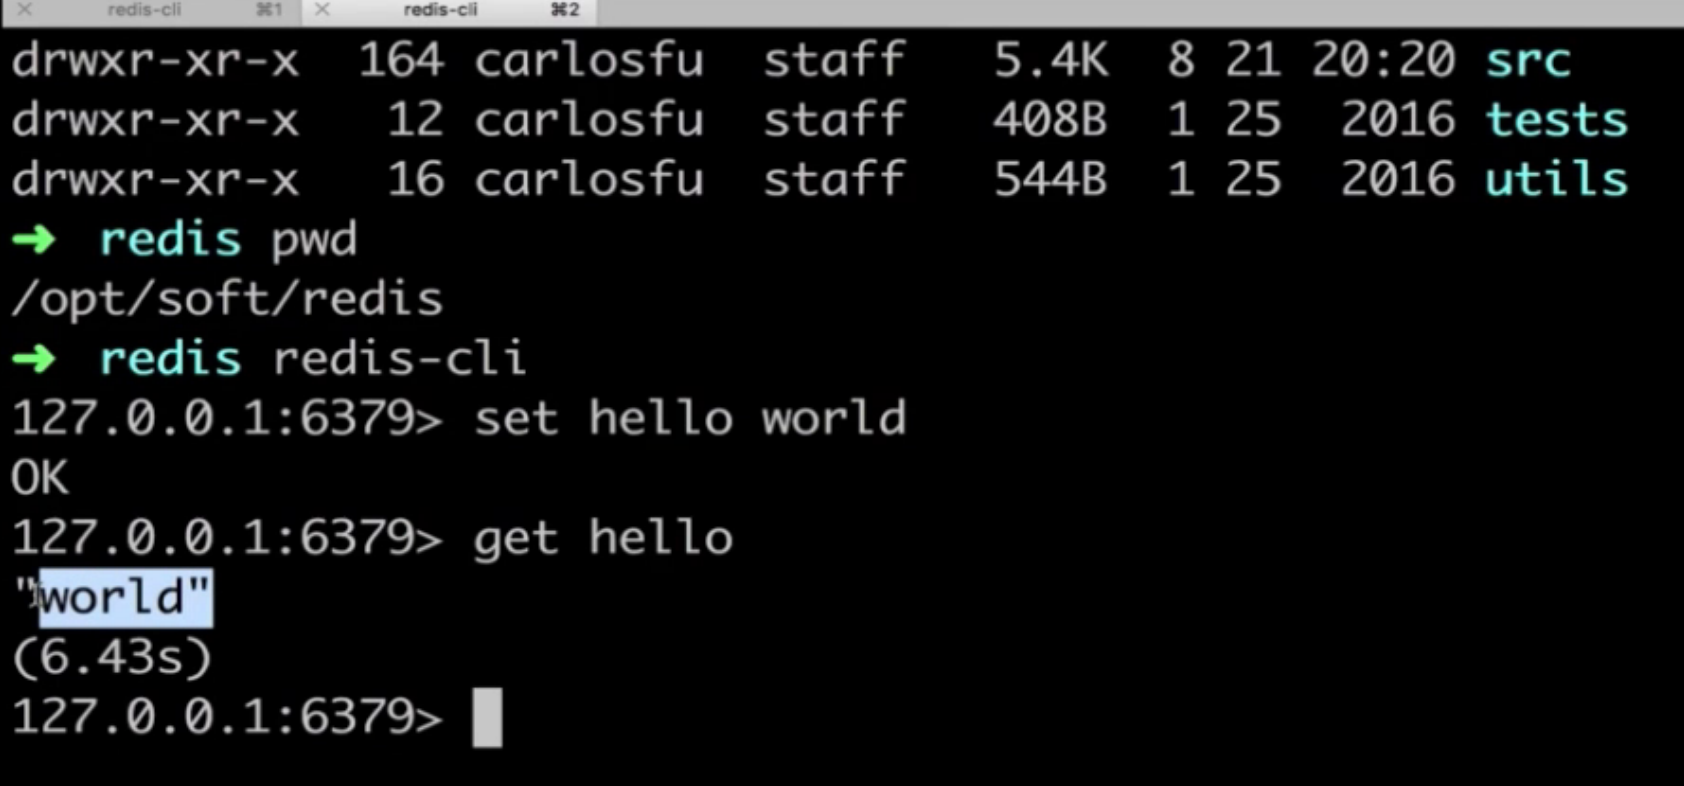 redis-cli ⌘1 redis-cli ⌘2
drwxr-xr-x 164 carlosfu staff 5.4K 8 21 20:20 src
drwxr-xr-x 12 carlosfu staff 408B 1 25 2016 tests
drwxr-xr-x 16 carlosfu staff 544B 1 25 2016 utils
➜ redis pwd
/opt/soft/redis
➜ redis redis-cli
127.0.0.1:6379> set hello world
OK
127.0.0.1:6379> get hello
"world"
(6.43s)
127.0.0.1:6379>